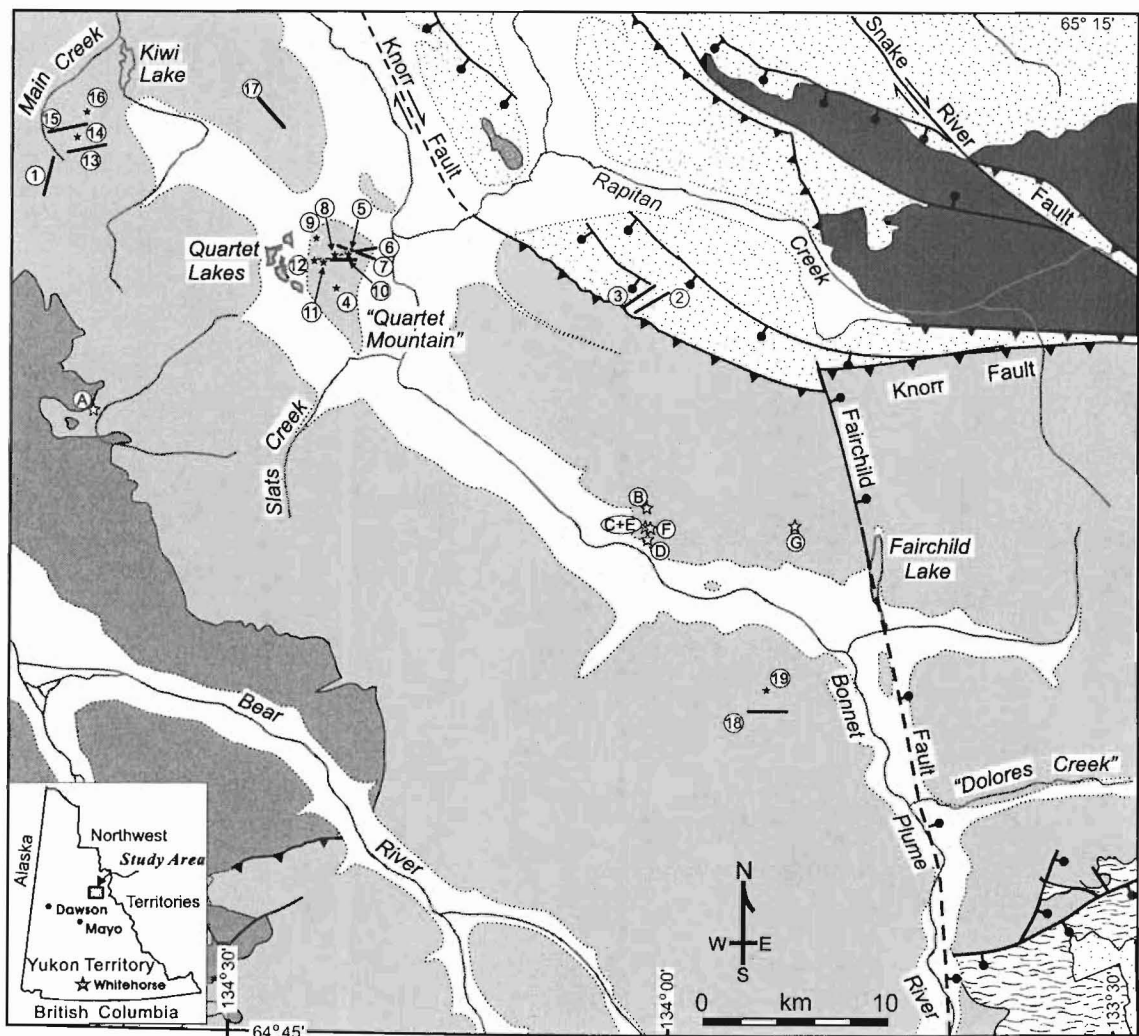 65° 15'
Main Creek
Kiwi
Lake
Knorr
Fault
Snake
River
Fault
17
16
15
14
13
1
Rapitan
Creek
8
5
9
6
7
12
10
11
4
Quartet
Lakes
"Quartet
Mountain"
3
2
Knorr Fault
Fairchild
Fault
A
Slats Creek
B
C+E
F
D
G
Fairchild
Lake
19
18
Bonnet
Plume
River
"Dolores Creek"
Bear
River
Alaska
Northwest
Study Area
Territories
Dawson
Mayo
Yukon Territory
Whitehorse
British Columbia
134°30'
64°45'
N
W E
S
0 km 10
134°00'
133°30'